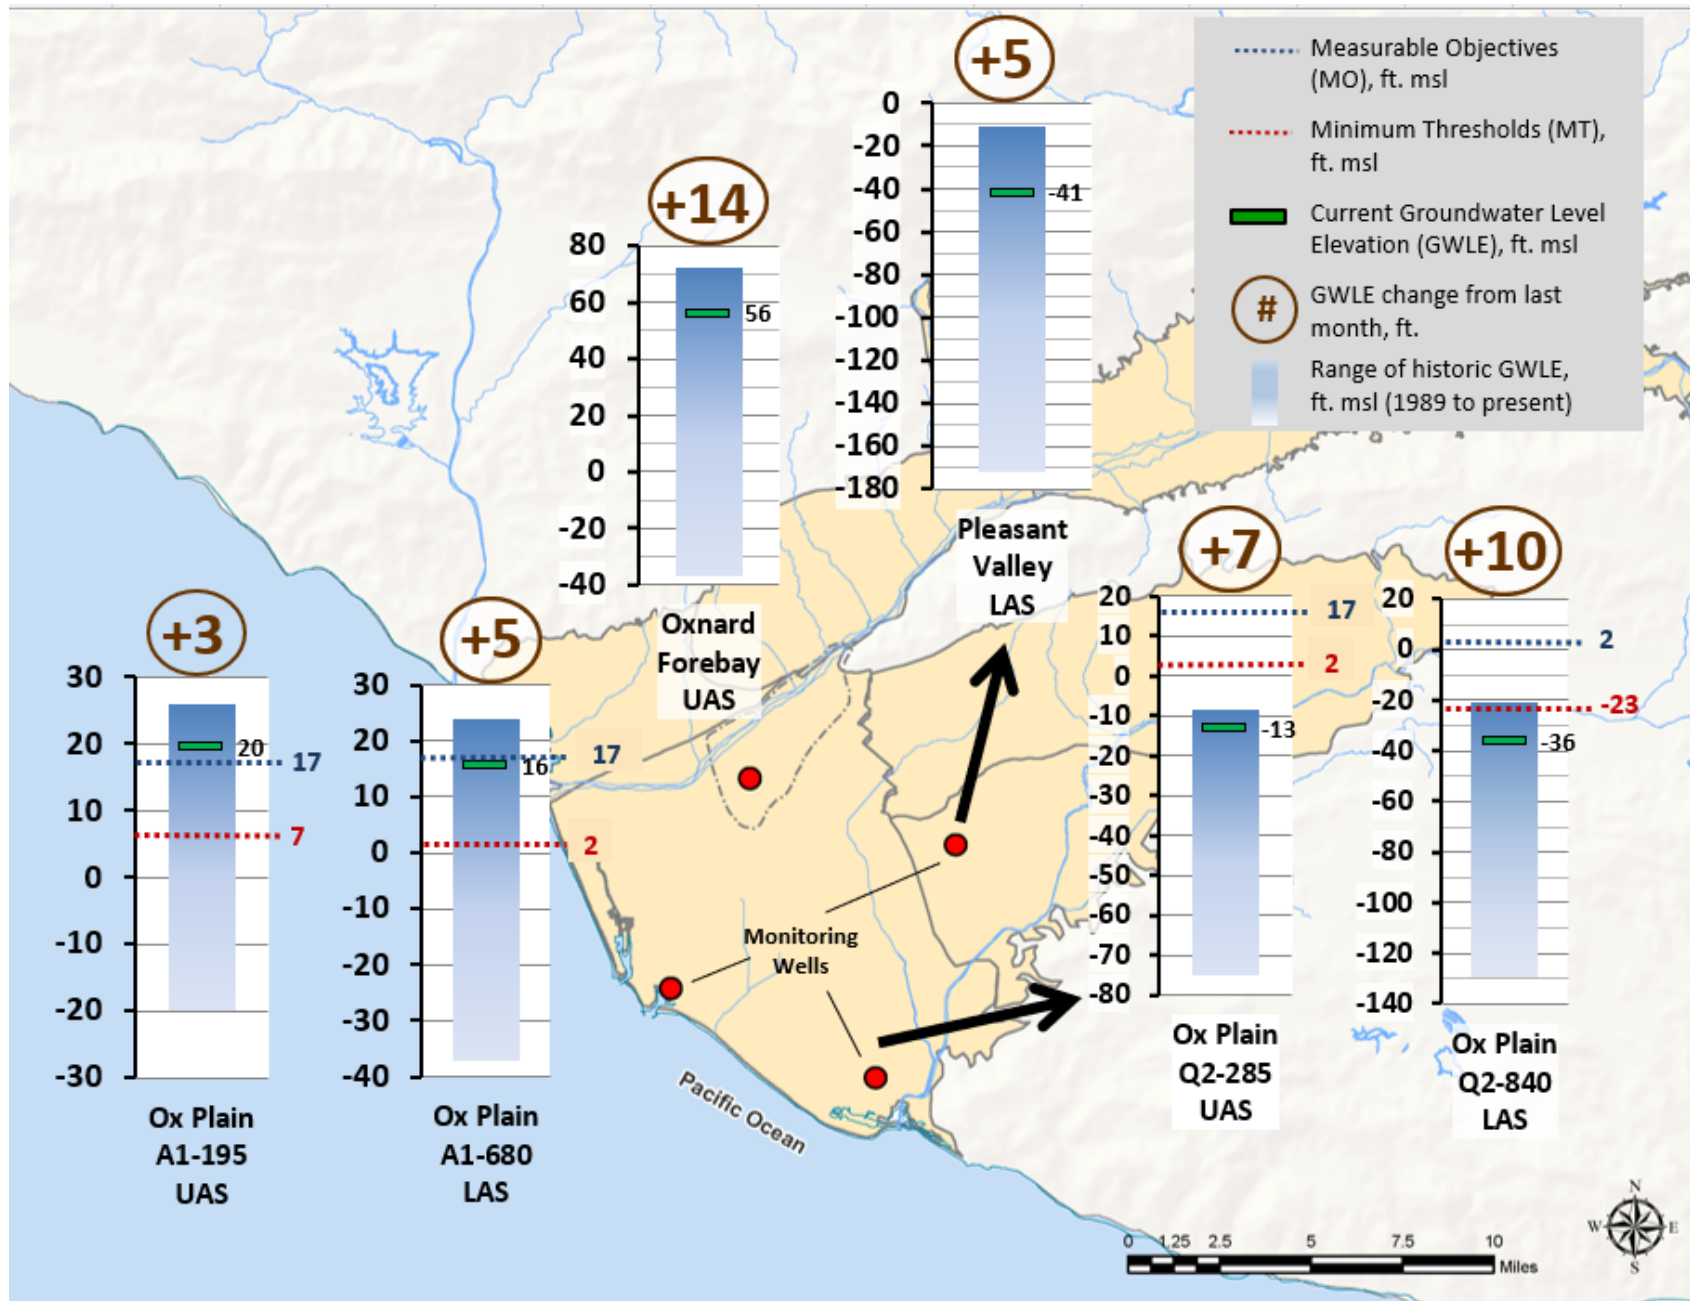 Measurable Objectives
(MO), ft. msl
Minimum Thresholds (MT),
ft. msl
Current Groundwater Level
Elevation (GWLE), ft. msl
#
GWLE change from last
month, ft.
Range of historic GWLE,
ft. msl (1989 to present)
+5
0
-20
-40
-60
-80
-100
-120
-140
-160
-180
-41
Pleasant
Valley
LAS
+14
80
60
40
20
0
-20
-40
56
Oxnard
Forebay
UAS
+3
30
20
10
0
-10
-20
-30
20
17
7
Ox Plain
A1-195
UAS
+5
30
20
10
0
-10
-20
-30
-40
17
16
2
Ox Plain
A1-680
LAS
+7
20
10
0
-10
-20
-30
-40
-50
-60
-70
-80
17
2
-13
Ox Plain
Q2-285
UAS
+10
20
0
-20
-40
-60
-80
-100
-120
-140
2
-23
-36
Ox Plain
Q2-840
LAS
Monitoring
Wells
Pacific Ocean
N
W
E
S
0 1.25 2.5 5 7.5 10
Miles